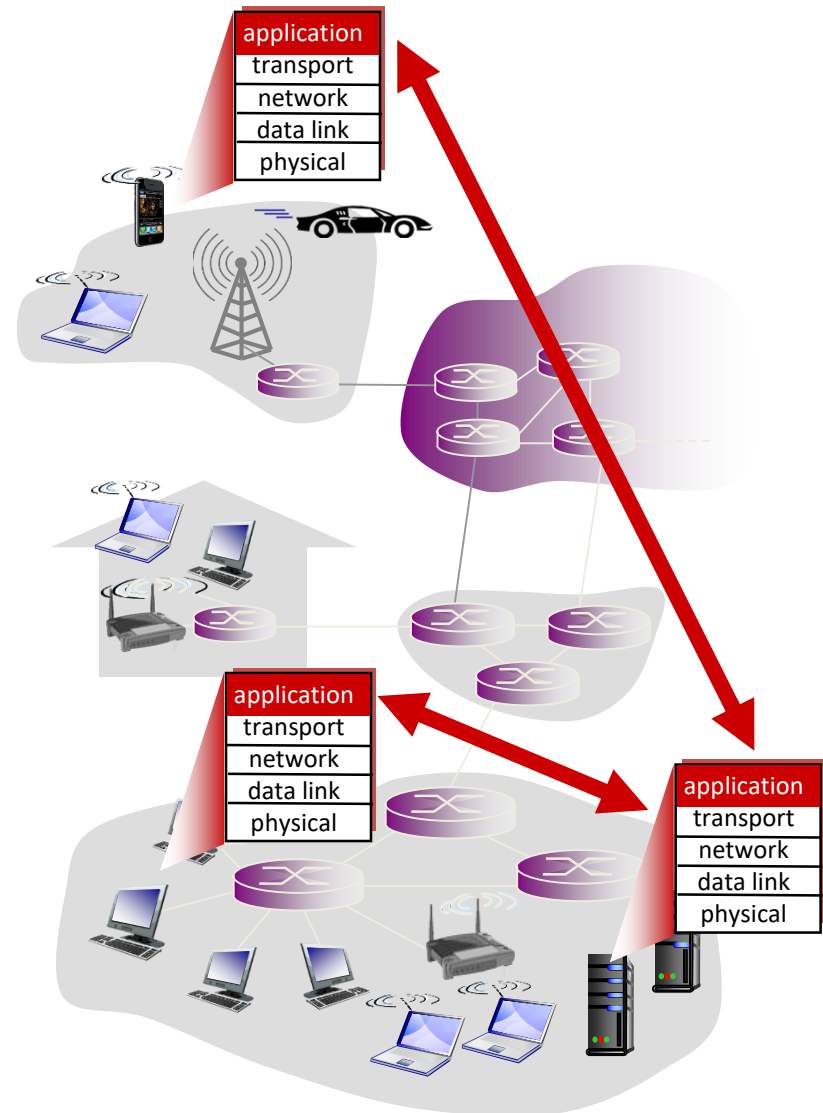 application
transport
network
data link
physical
application
transport
network
data link
physical
application
transport
network
data link
physical